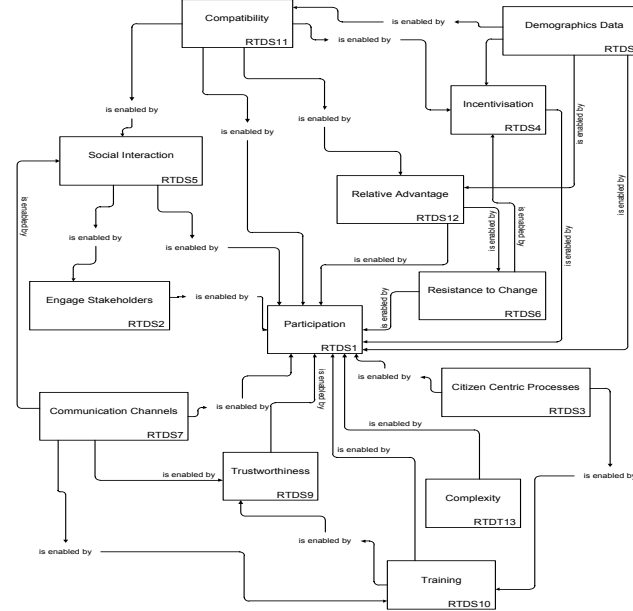 Compatibility
RTDS11
is enabled by
Demographics Data
RTDS
is enabled by
is enabled by
is enabled by
is enabled by
Incentivisation
RTDS4
is enabled by
is enabled by
Social Interaction
RTDS5
is enabled by
Relative Advantage
RTDS12
is enabled by
is enabled by
is enabled by
is enabled by
is enabled by
is enabled by
is enabled by
Engage Stakeholders
RTDS2
is enabled by
Resistance to Change
RTDS6
is enabled by
Participation
RTDS1
Communication Channels
RTDS7
is enabled by
is enabled by
is enabled by
Citizen Centric Processes
RTDS3
is enabled by
Trustworthiness
RTDS9
Complexity
RTDT13
is enabled by
is enabled by
is enabled by
Training
RTDS10